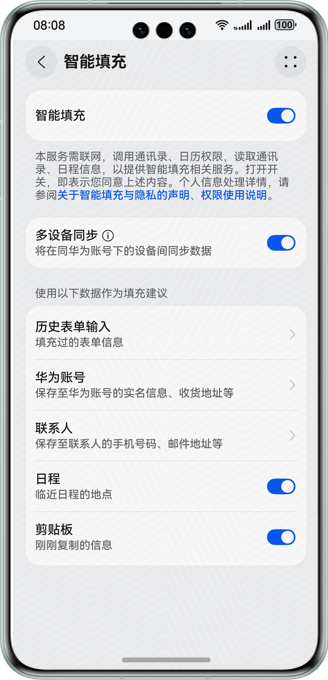 08:08
100
智能填充
智能填充
本服务需联网，调用通讯录、日历权限，读取通讯
录、日程信息，以提供智能填充相关服务。打开开
关，即表示您同意上述内容。个人信息处理详情，请
参阅关于智能填充与隐私的声明、权限使用说明。
多设备同步
将在同华为账号下的设备间同步数据
使用以下数据作为填充建议
历史表单输入
填充过的表单信息
华为账号
保存至华为账号的实名信息、收货地址等
联系人
保存至联系人的手机号码、邮件地址等
日程
临近日程的地点
剪贴板
刚刚复制的信息